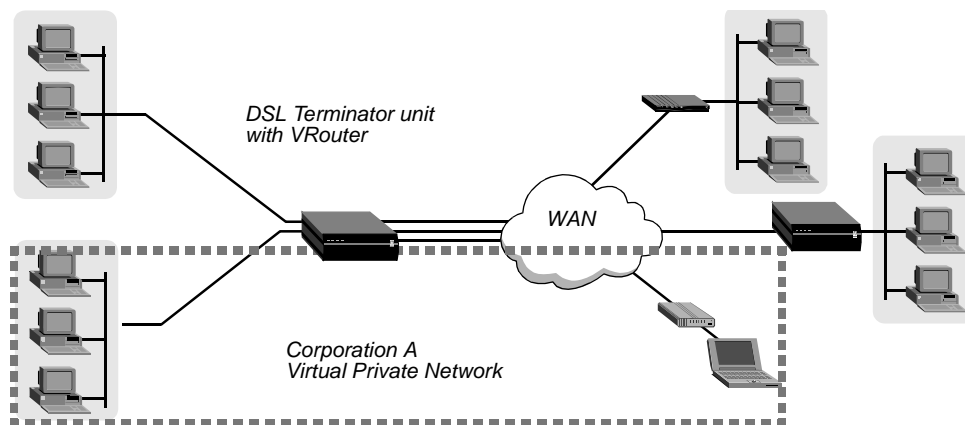 DSL Terminator unit
with VRouter
WAN
Corporation A
Virtual Private Network